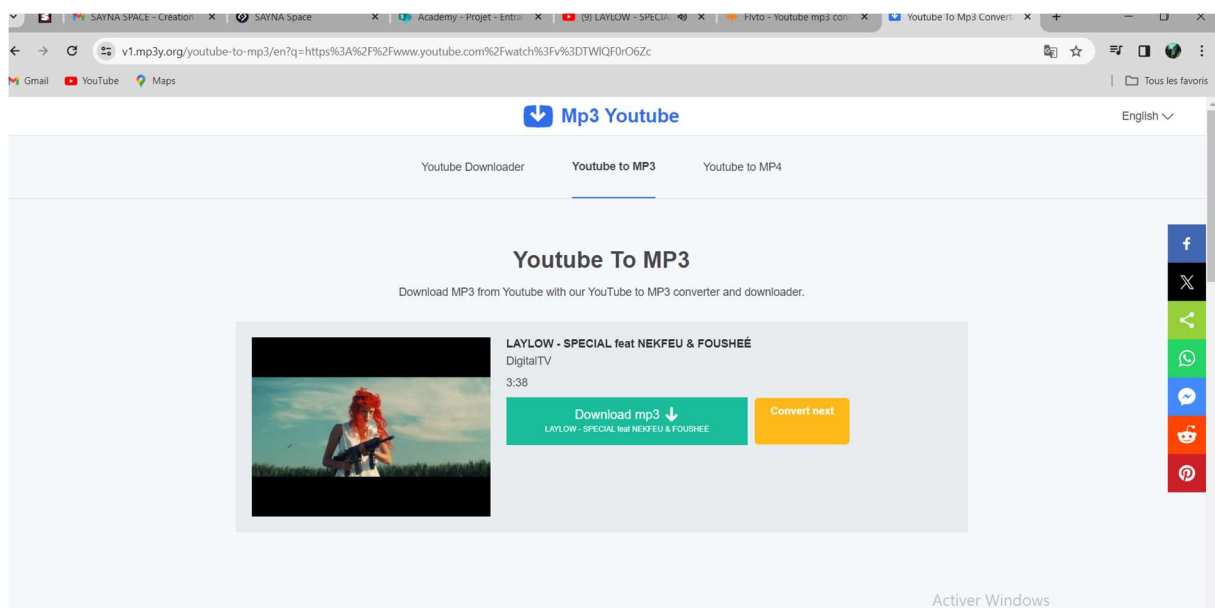 SAYNA SPACE - Création
SAYNA Space
Academy - Projet - Entraî
(9) LAYLOW - SPECIAL
Flvto - Youtube mp3 con
Youtube To Mp3 Convert
v1.mp3y.org/youtube-to-mp3/en?q=https%3A%2F%2Fwww.youtube.com%2Fwatch%3Fv%3DTWlQF0rO6Zc
Gmail YouTube Maps Tous les favoris
Mp3 Youtube
English
Youtube Downloader Youtube to MP3 Youtube to MP4
Youtube To MP3
Download MP3 from Youtube with our YouTube to MP3 converter and downloader.
LAYLOW - SPECIAL feat NEKFEU & FOUSHEÉ
DigitalTV
3:38
Download mp3
LAYLOW - SPECIAL feat NEKFEU & FOUSHEÉ
Convert next
Activer Windows